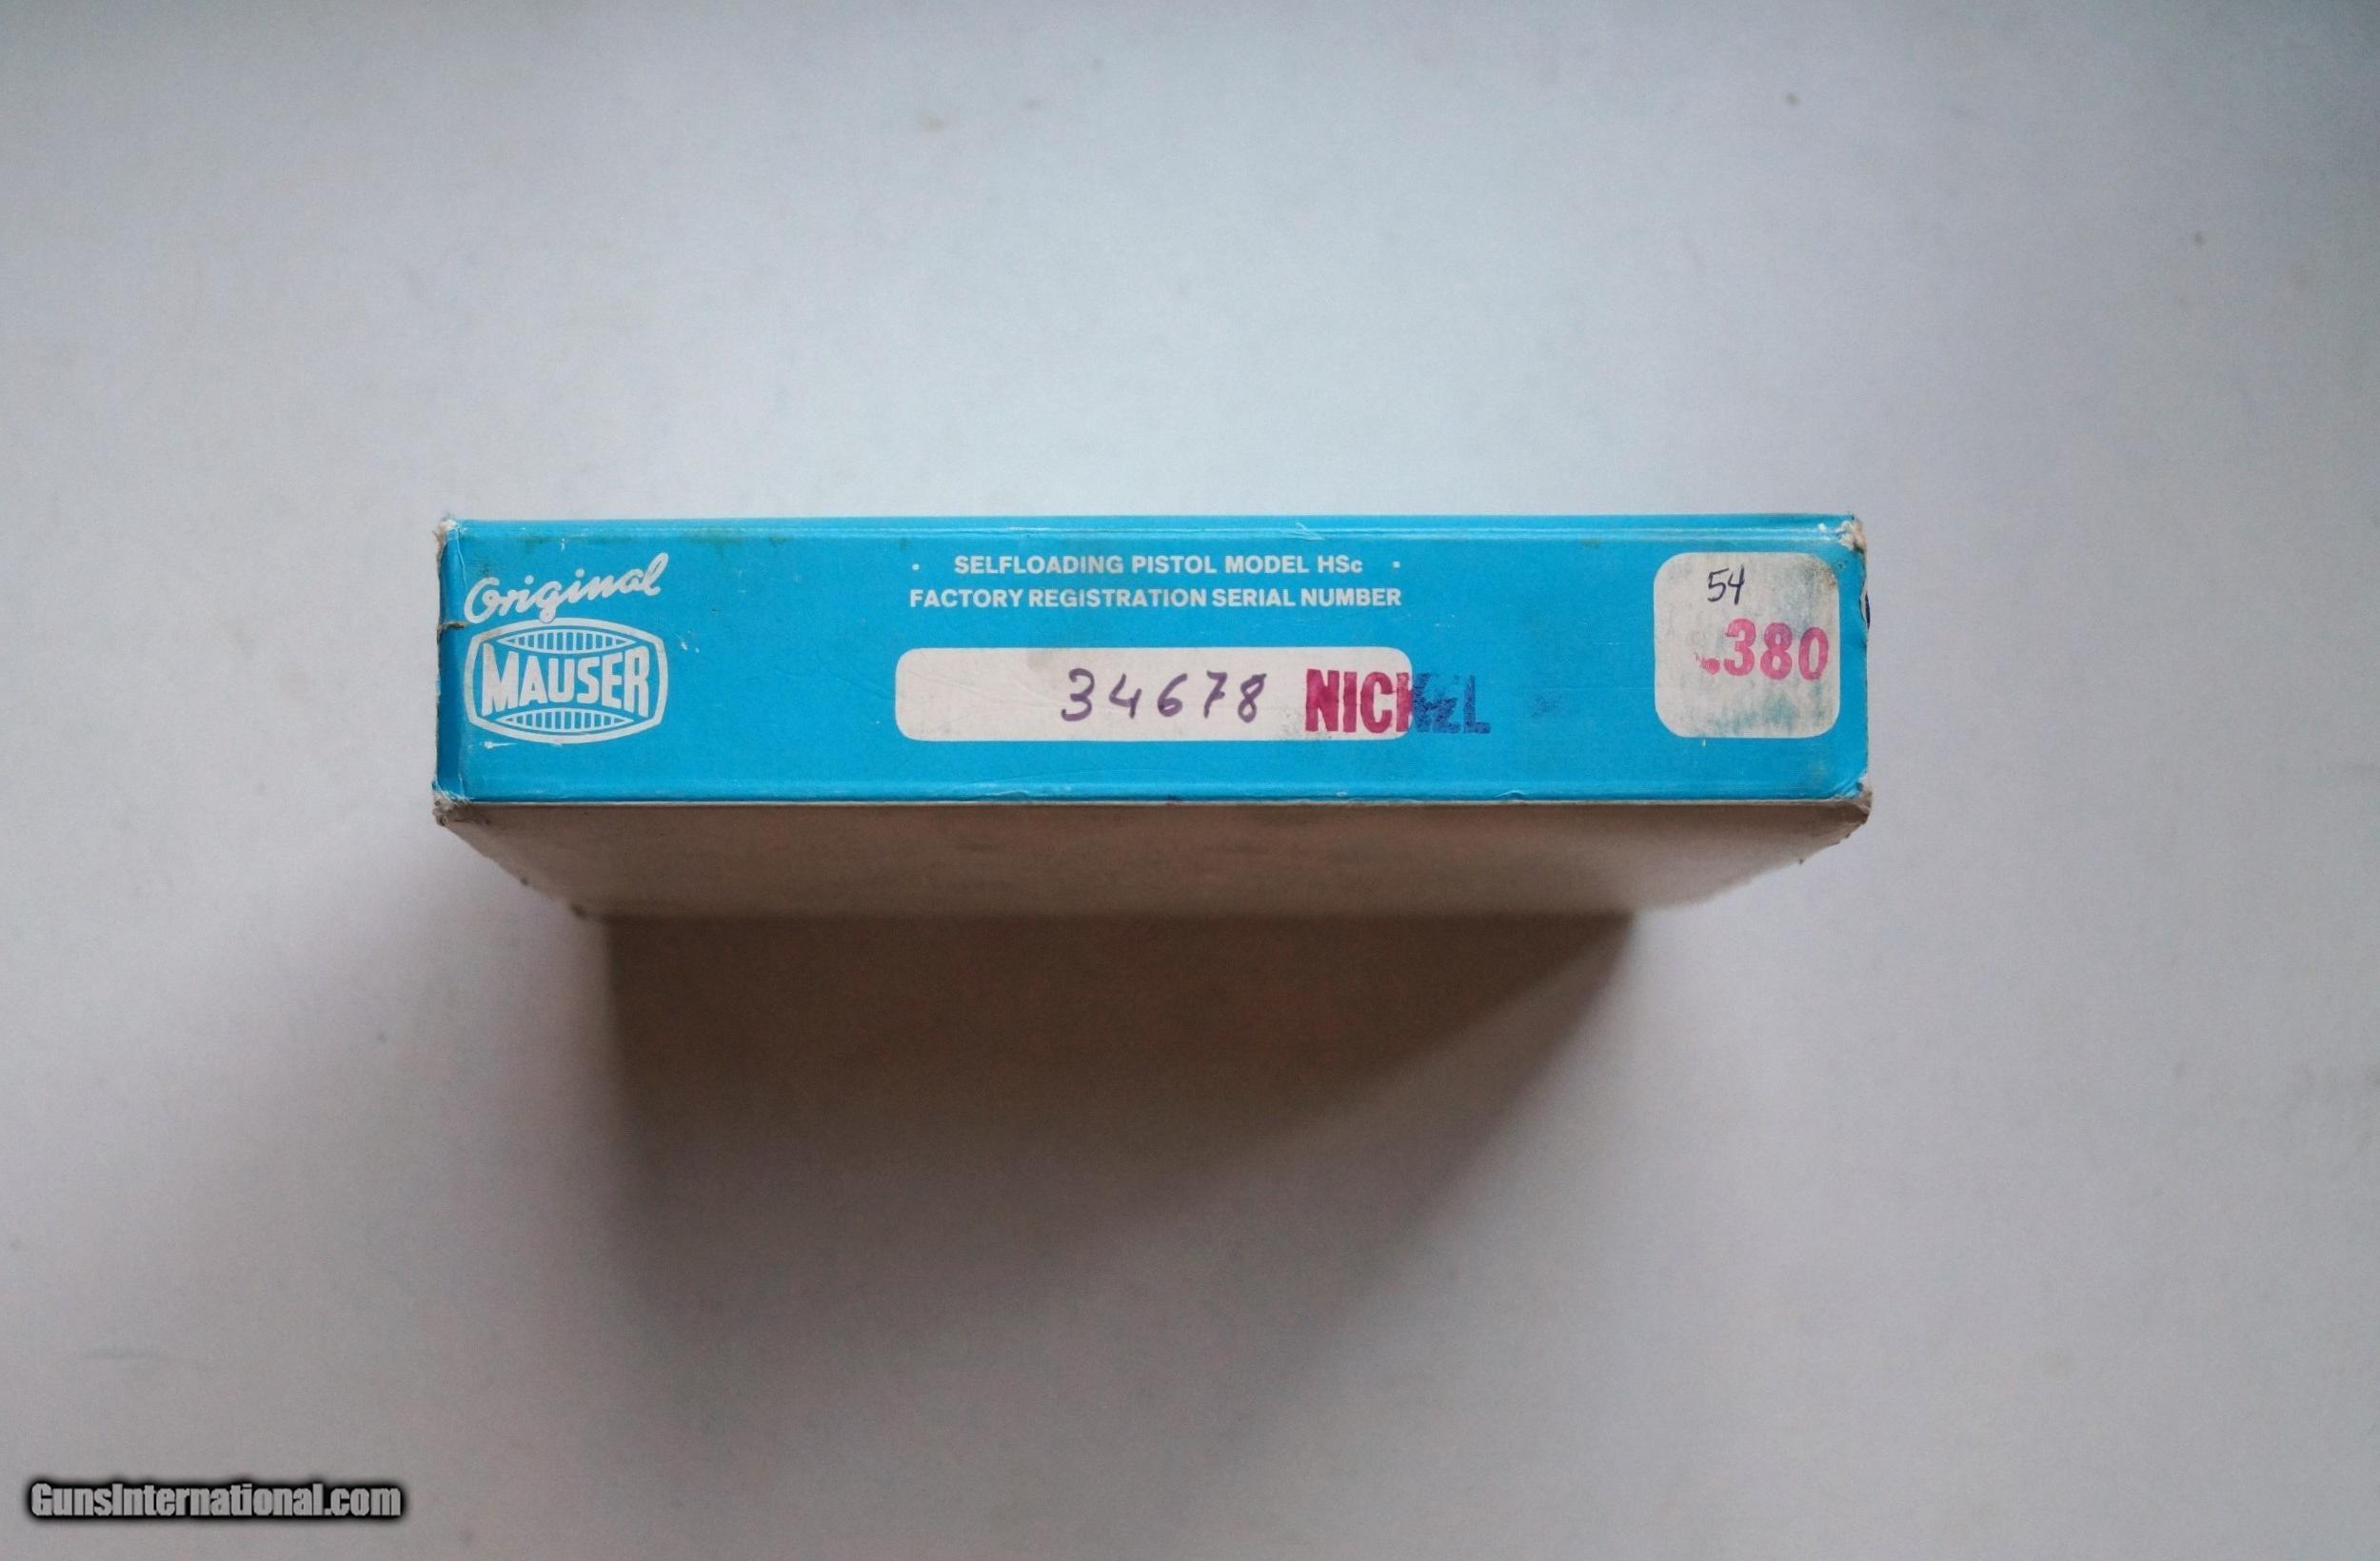 Original
MAUSER
· SELFLOADING PISTOL MODEL HSc ·
FACTORY REGISTRATION SERIAL NUMBER
34678 NICKEL
54
.380
GunsInternational.com